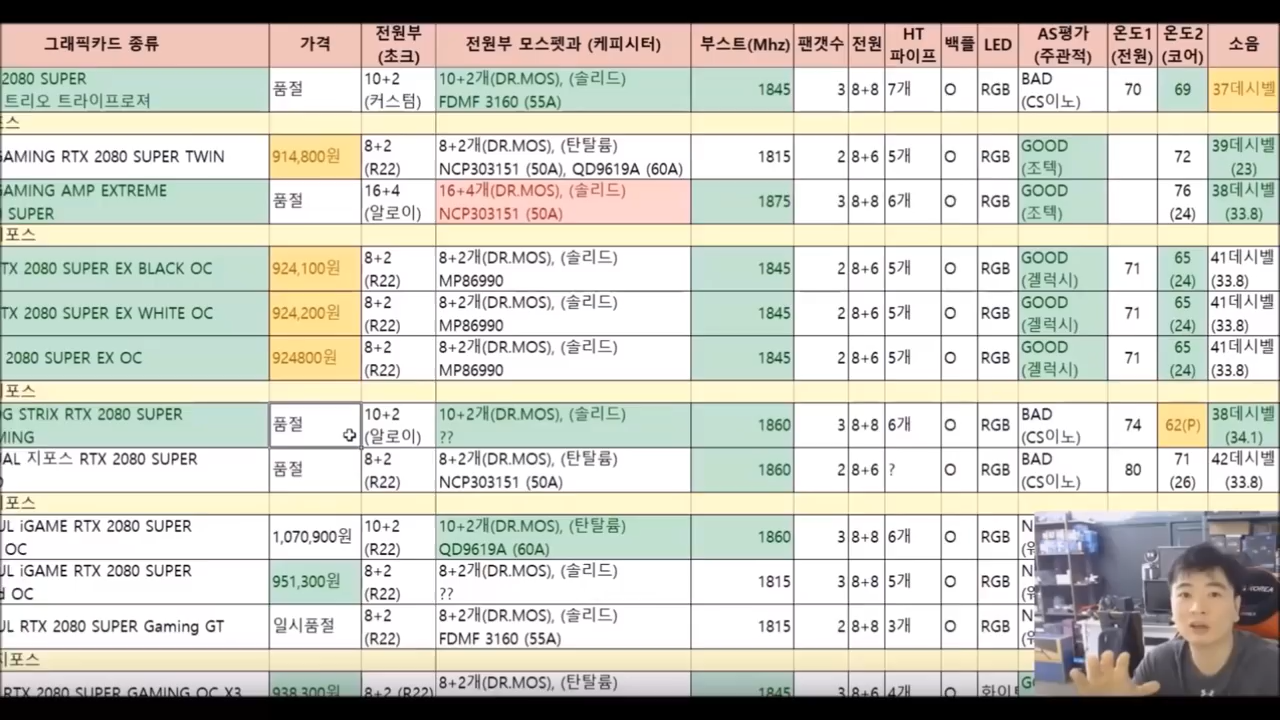 그래픽카드 종류 가격 전원부 (초크) 전원부 모스펫과 (케피시터) 부스트(Mhz) 팬갯수 전원 HT 파이프 백플 LED AS평가 (주관적) 온도1 (전원) 온도2 (코어) 소음
2080 SUPER 트리오 트라이프로져 품절 10+2 (커스텀) 10+2개(DR.MOS), (솔리드) FDMF 3160 (55A) 1845 3 8+8 7개 O RGB BAD (CS이노) 70 69 37데시벨
포스
GAMING RTX 2080 SUPER TWIN 914,800원 8+2 (R22) 8+2개(DR.MOS), (탄탈륨) NCP303151 (50A), QD9619A (60A) 1815 2 8+6 5개 O RGB GOOD (조텍) 72 39데시벨 (23)
GAMING AMP EXTREME SUPER 품절 16+4 (알로이) 16+4개(DR.MOS), (솔리드) NCP303151 (50A) 1875 3 8+8 6개 O RGB GOOD (조텍) 76 (24) 38데시벨 (33.8)
지포스
TX 2080 SUPER EX BLACK OC 924,100원 8+2 (R22) 8+2개(DR.MOS), (솔리드) MP86990 1845 2 8+6 5개 O RGB GOOD (겔럭시) 71 65 (24) 41데시벨 (33.8)
TX 2080 SUPER EX WHITE OC 924,200원 8+2 (R22) 8+2개(DR.MOS), (솔리드) MP86990 1845 2 8+6 5개 O RGB GOOD (겔럭시) 71 65 (24) 41데시벨 (33.8)
2080 SUPER EX OC 924800원 8+2 (R22) 8+2개(DR.MOS), (솔리드) MP86990 1845 2 8+6 5개 O RGB GOOD (겔럭시) 71 65 (24) 41데시벨 (33.8)
지포스
OG STRIX RTX 2080 SUPER MING 품절 10+2 (알로이) 10+2개(DR.MOS), (솔리드) ?? 1860 3 8+8 6개 O RGB BAD (CS이노) 74 62(P) 38데시벨 (34.1)
AL 지포스 RTX 2080 SUPER 품절 8+2 (R22) 8+2개(DR.MOS), (탄탈륨) NCP303151 (50A) 1860 2 8+6 ? O RGB BAD (CS이노) 80 71 (26) 42데시벨 (33.8)
지포스
UL iGAME RTX 2080 SUPER OC 1,070,900원 10+2 (R22) 10+2개(DR.MOS), (탄탈륨) QD9619A (60A) 1860 3 8+8 6개 O RGB
UL iGAME RTX 2080 SUPER d OC 951,300원 8+2 (R22) 8+2개(DR.MOS), (솔리드) ?? 1815 3 8+8 5개 O RGB
UL RTX 2080 SUPER Gaming GT 일시품절 8+2 (R22) 8+2개(DR.MOS), (솔리드) FDMF 3160 (55A) 1815 2 8+8 3개 O RGB
지포스
RTX 2080 SUPER GAMING OC X3 938,300원 8+2 (R22) 8+2개(DR.MOS), (탄탈륨) 1845 3 8+6 4개 O